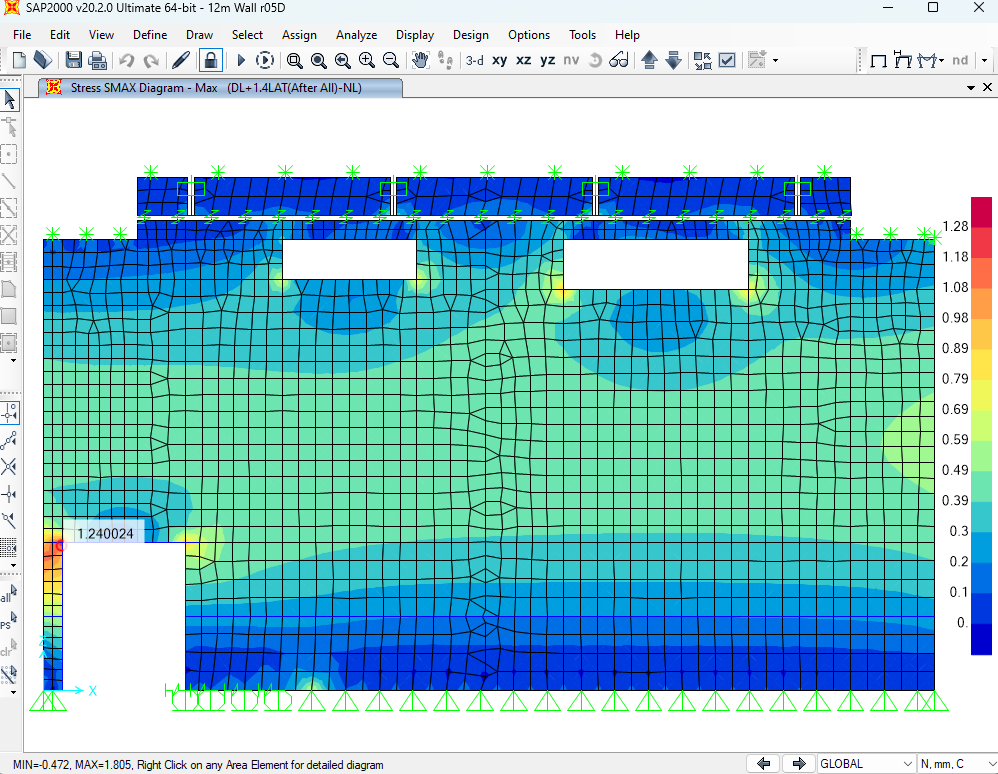 SAP2000 v20.2.0 Ultimate 64-bit - 12m Wall r05D
File Edit View Define Draw Select Assign Analyze Display Design Options Tools Help
3-d xy xz yz nv nd
Stress SMAX Diagram - Max (DL+1.4LAT(After All)-NL)
1.28
1.18
1.08
0.98
0.89
0.79
0.69
0.59
0.49
0.39
0.3
0.2
0.1
0.
1.240024
all
PS
clr
Z
X
MIN=-0.472, MAX=1.805, Right Click on any Area Element for detailed diagram
GLOBAL
N, mm, C